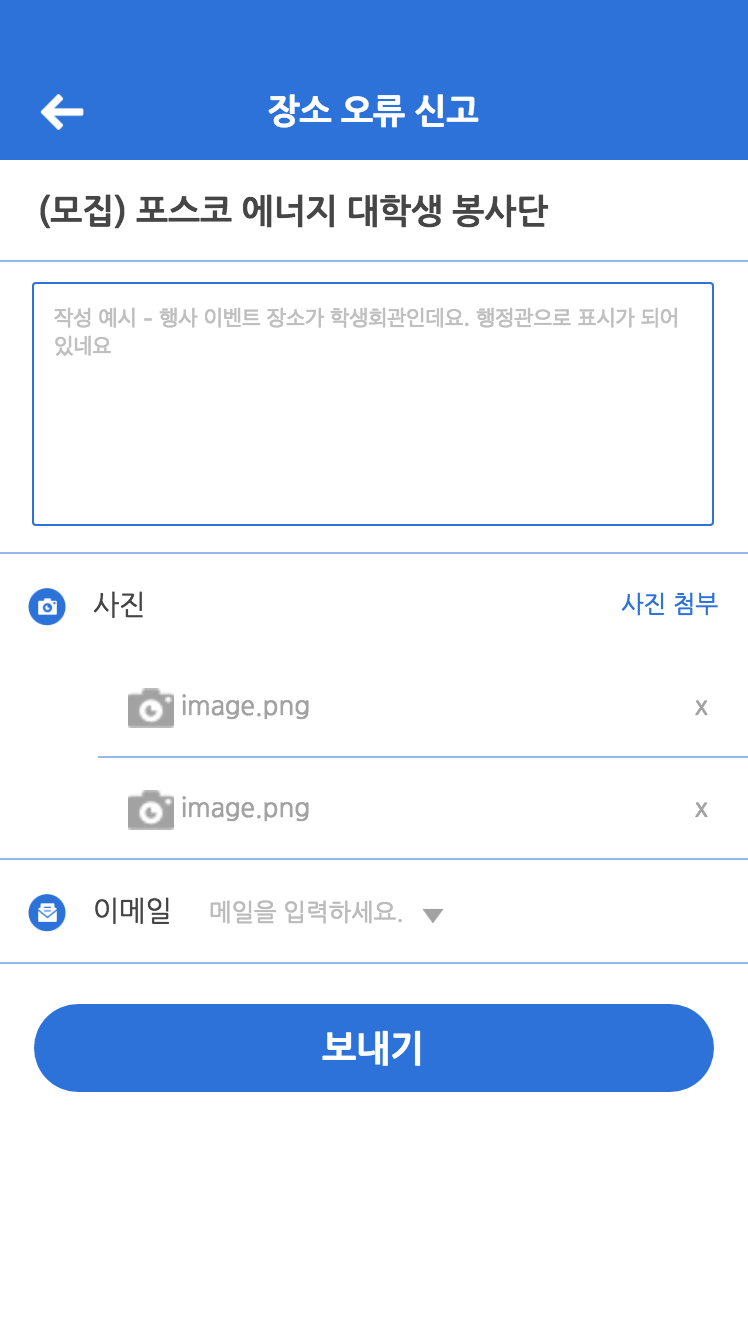 장소 오류 신고
(모집) 포스코 에너지 대학생 봉사단
작성 예시 - 행사 이벤트 장소가 학생회관인데요. 행정관으로 표시가 되어
있네요
사진 사진 첨부
image.png x
image.png x
이메일 메일을 입력하세요.
보내기